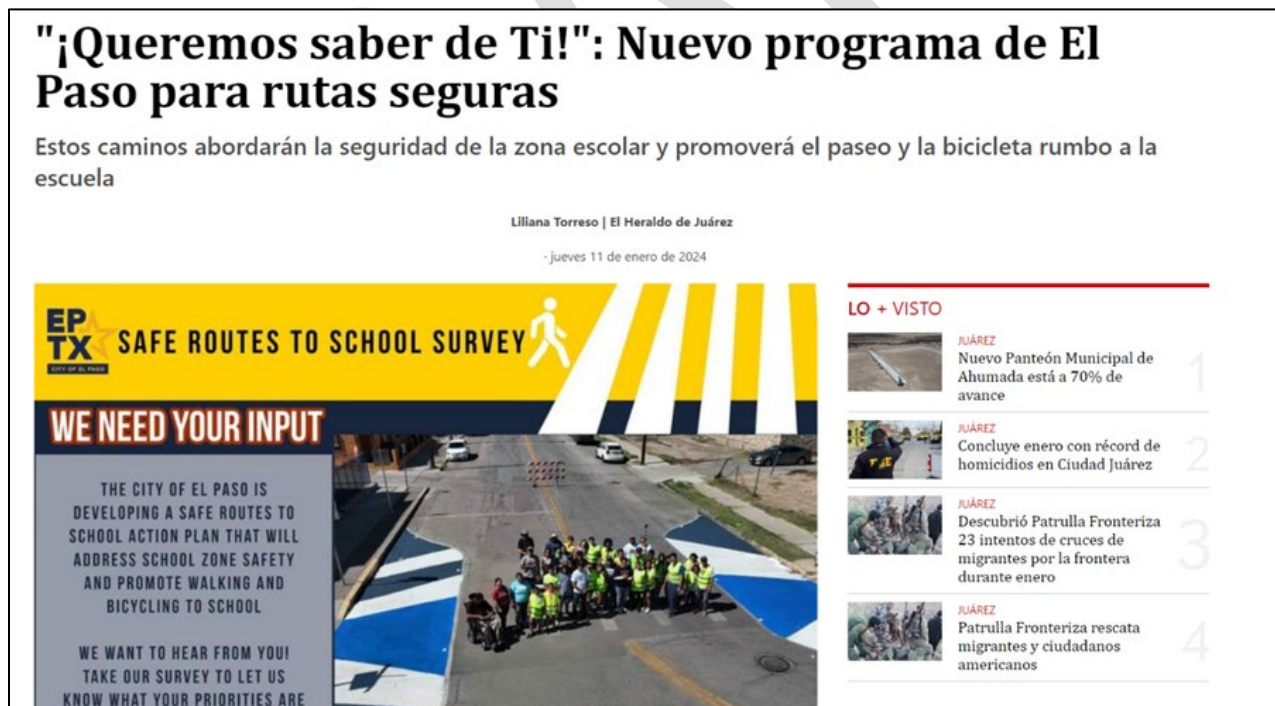 "¡Queremos saber de Ti!": Nuevo programa de El
Paso para rutas seguras
Estos caminos abordarán la seguridad de la zona escolar y promoverá el paseo y la bicicleta rumbo a la
escuela
Liliana Torreso | El Heraldo de Juárez
- jueves 11 de enero de 2024
EP
TX
CITY OF EL PASO
SAFE ROUTES TO SCHOOL SURVEY
WE NEED YOUR INPUT
THE CITY OF EL PASO IS
DEVELOPING A SAFE ROUTES TO
SCHOOL ACTION PLAN THAT WILL
ADDRESS SCHOOL ZONE SAFETY
AND PROMOTE WALKING AND
BICYCLING TO SCHOOL
WE WANT TO HEAR FROM YOU!
TAKE OUR SURVEY TO LET US
KNOW WHAT YOUR PRIORITIES ARE
LO + VISTO
JUÁREZ
Nuevo Panteón Municipal de
Ahumada está a 70% de
avance
1
JUÁREZ
Concluye enero con récord de
homicidios en Ciudad Juárez
2
JUÁREZ
Descubrió Patrulla Fronteriza
23 intentos de cruces de
migrantes por la frontera
durante enero
3
JUÁREZ
Patrulla Fronteriza rescata
migrantes y ciudadanos
americanos
4